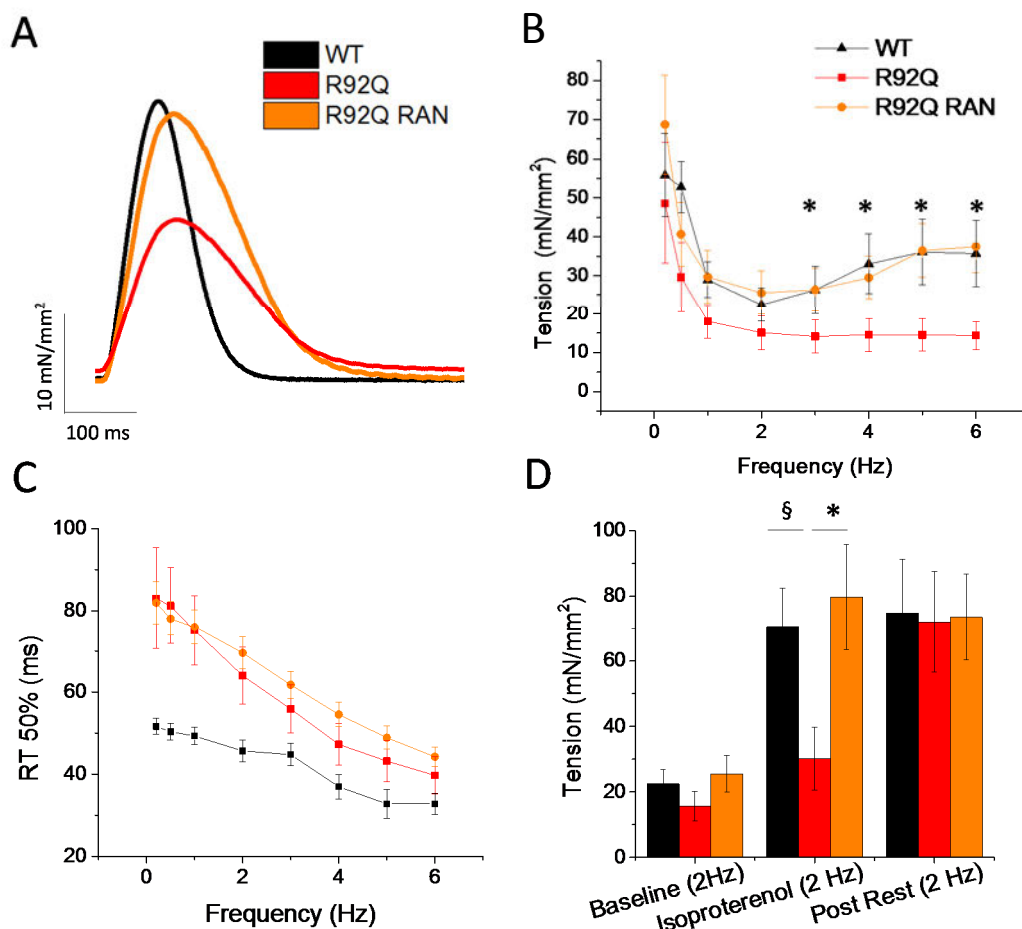 A
WT
R92Q
R92Q RAN
10 mN/mm²
100 ms
B
WT
R92Q
R92Q RAN
80
70
60
50
40
30
20
10
0
Tension (mN/mm²)
* * * *
0 2 4 6
Frequency (Hz)
C
100
80
60
40
20
RT 50% (ms)
0 2 4 6
Frequency (Hz)
D
§ *
100
80
60
40
20
0
Tension (mN/mm²)
Baseline (2Hz)
Isoproterenol (2 Hz)
Post Rest (2 Hz)